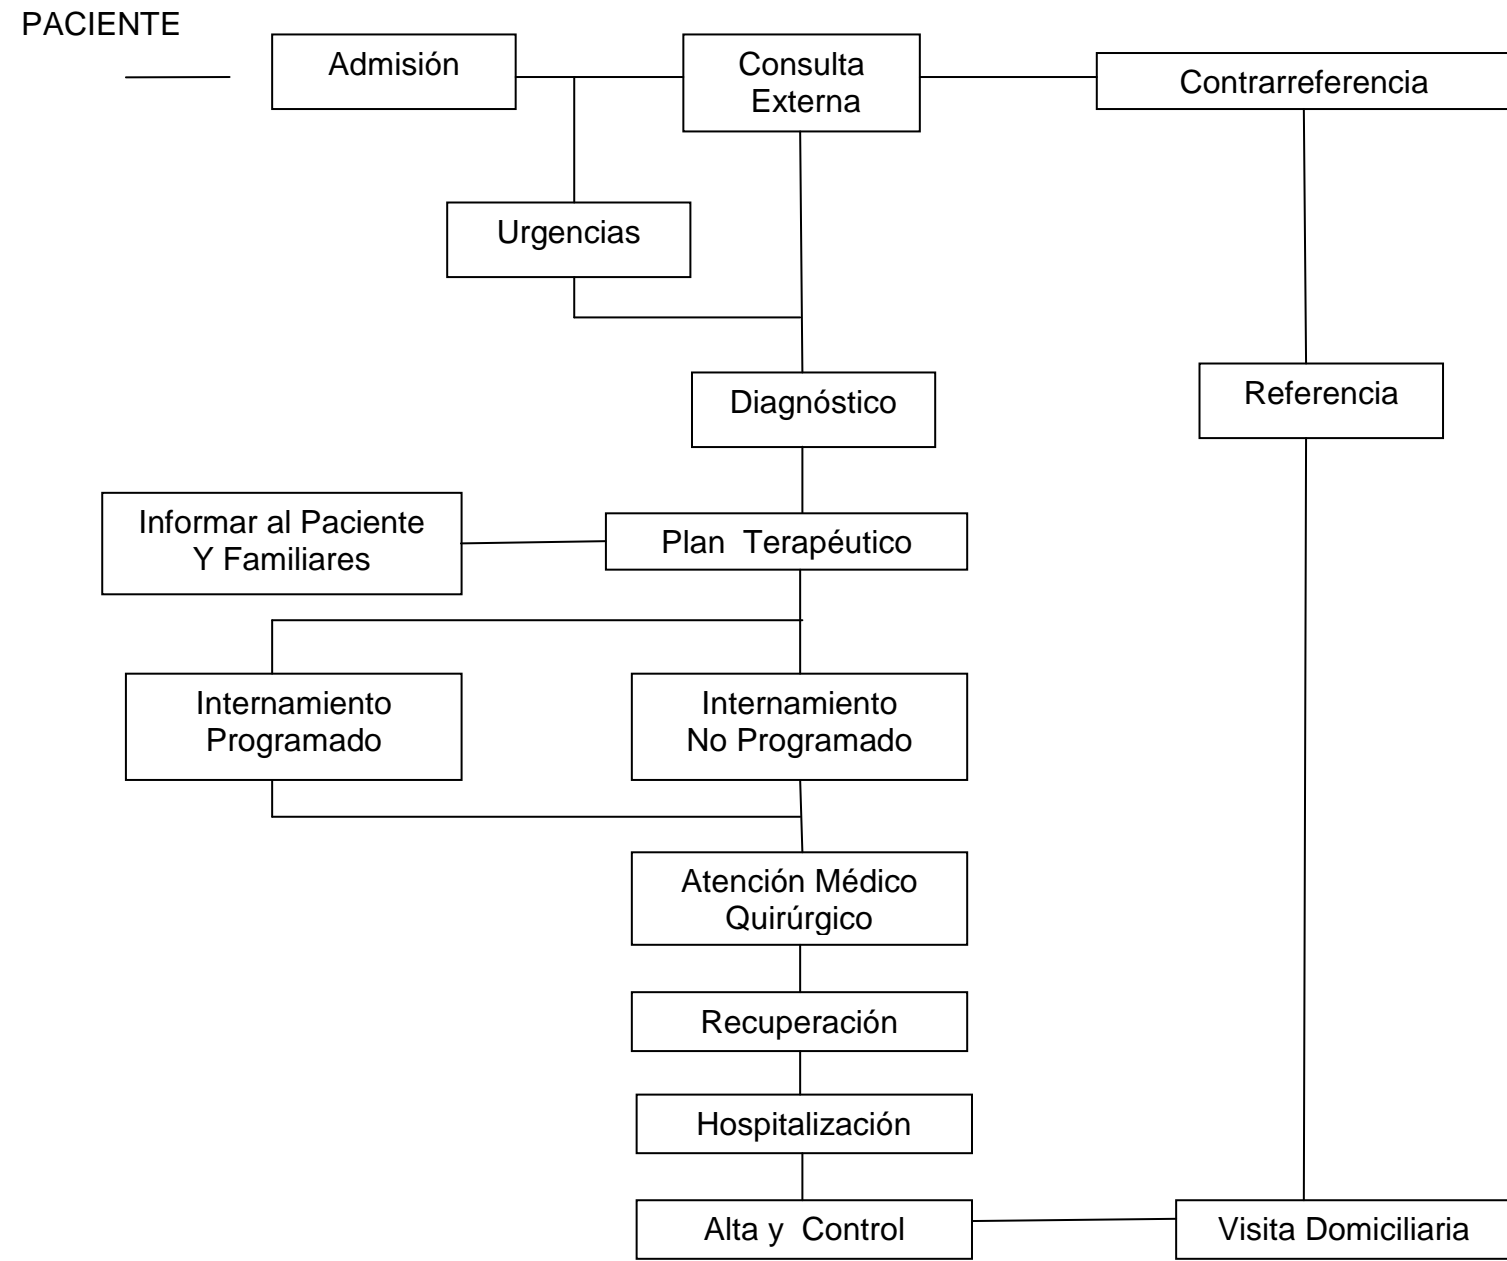 PACIENTE
Admisión
Consulta
Externa
Contrarreferencia
Urgencias
Diagnóstico
Referencia
Informar al Paciente
Y Familiares
Plan Terapéutico
Internamiento
Programado
Internamiento
No Programado
Atención Médico
Quirúrgico
Recuperación
Hospitalización
Alta y Control
Visita Domiciliaria